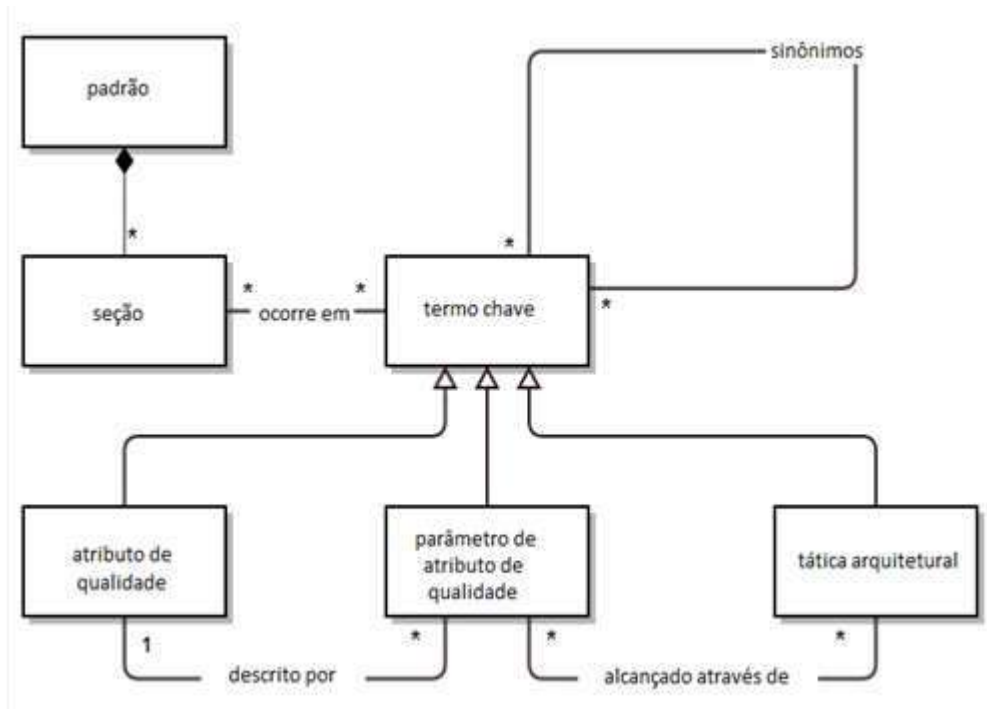 padrão
sinônimos
*
*
seção
*
ocorre em
*
termo chave
*
atributo de
qualidade
parâmetro de
atributo de
qualidade
tática arquitetural
1
descrito por
*
*
alcançado através de
*